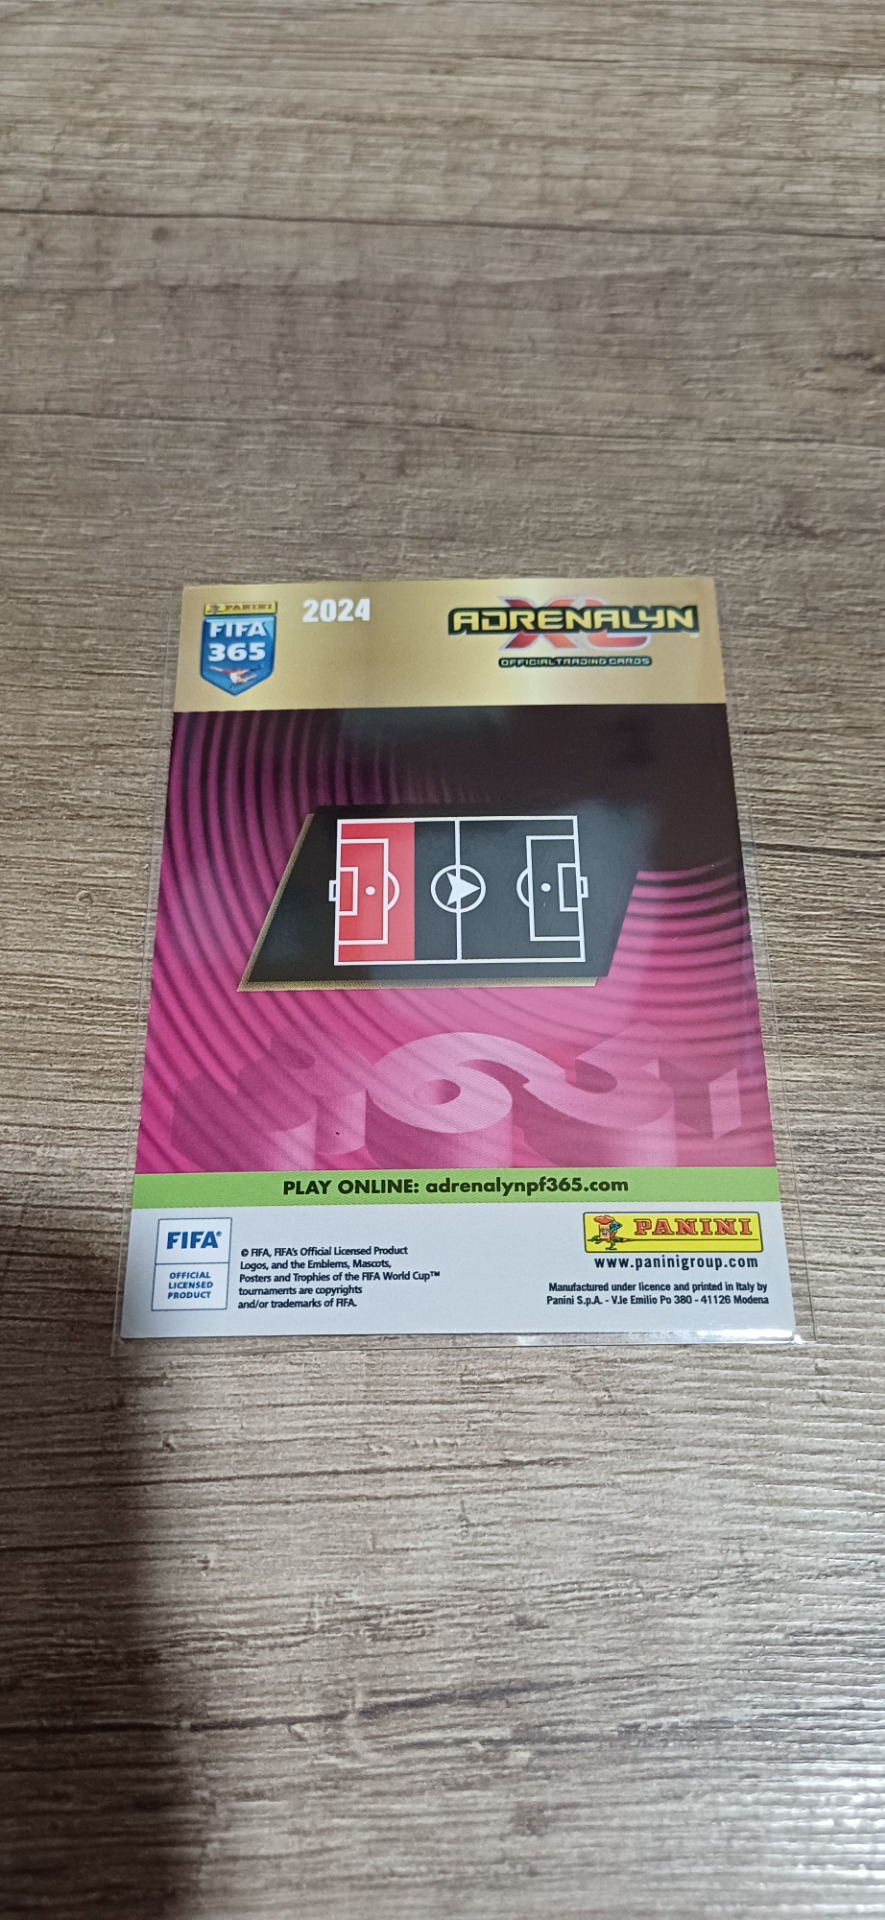 PANINI
FIFA
365
2024
ADRENALYN
XL
OFFICIAL TRADING CARDS
365
PLAY ONLINE: adrenalynpf365.com
FIFA®
OFFICIAL
LICENSED
PRODUCT
© FIFA, FIFA's Official Licensed Product
Logos, and the Emblems, Mascots,
Posters and Trophies of the FIFA World Cup™
tournaments are copyrights
and/or trademarks of FIFA.
PANINI
www.paninigroup.com
Manufactured under licence and printed in Italy by
Panini S.p.A. - V.le Emilio Po 380 - 41126 Modena